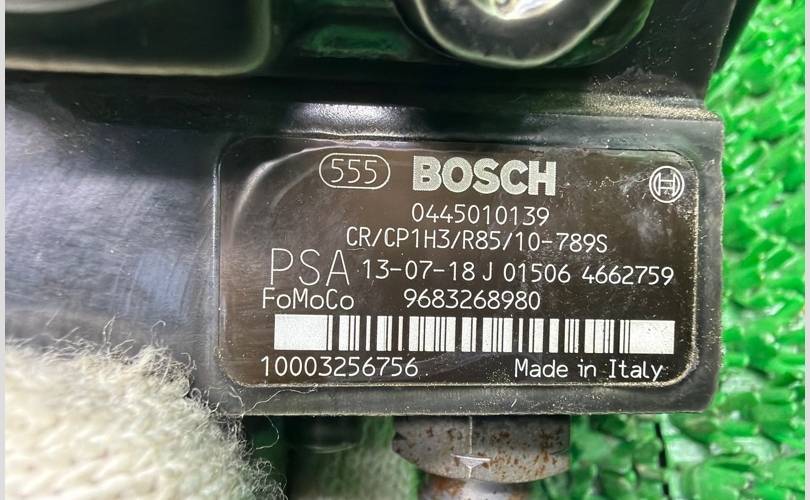 555 BOSCH
0445010139
CR/CP1H3/R85/10-789S
PSA 13-07-18 J 01506 4662759
FoMoCo 9683268980
10003256756 Made in Italy